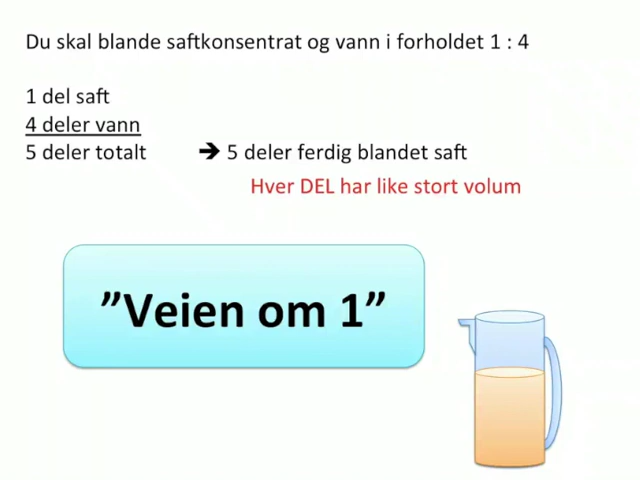 Du skal blande saftkonsentrat og vann i forholdet 1 : 4
1 del saft
4 deler vann
5 deler totalt ➔ 5 deler ferdig blandet saft
Hver DEL har like stort volum
”Veien om 1”